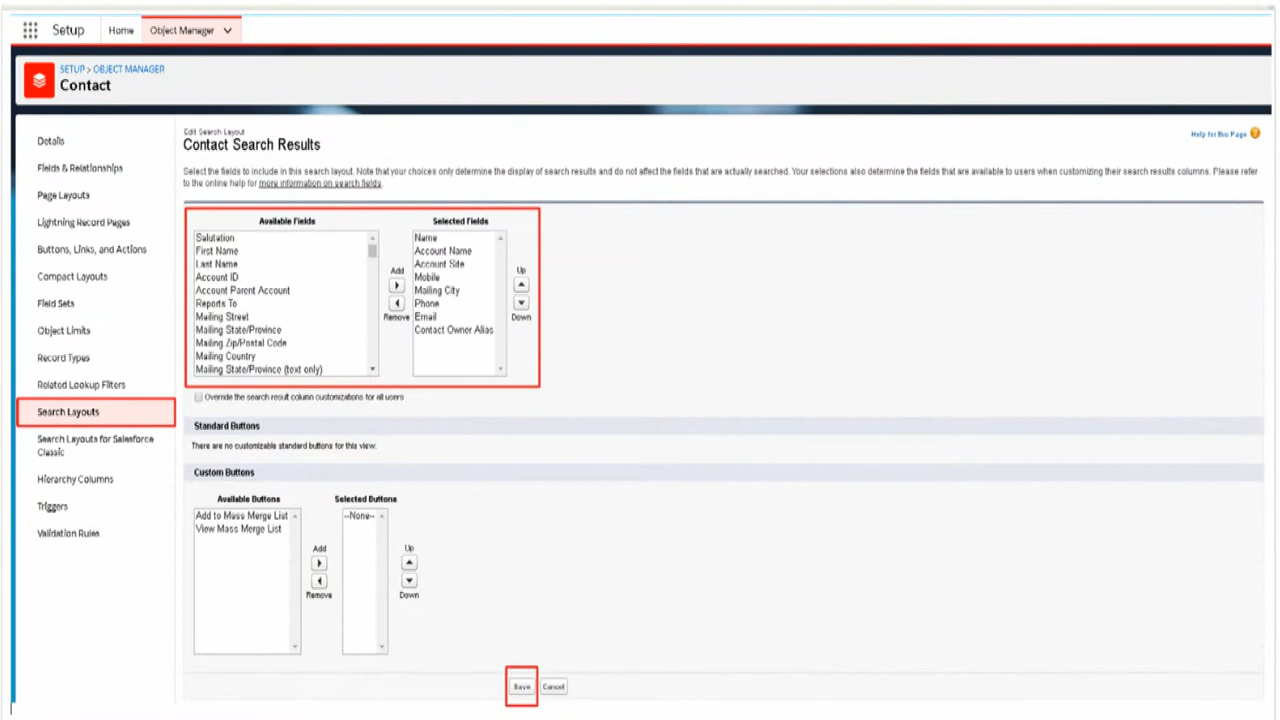 Setup
Home
Object Manager
SETUP > OBJECT MANAGER
Contact
Details
Fields & Relationships
Page Layouts
Lightning Record Pages
Buttons, Links, and Actions
Compact Layouts
Field Sets
Object Limits
Record Types
Related Lookup Filters
Search Layouts
Search Layouts for Salesforce
Classic
Hierarchy Columns
Triggers
Validation Rules
Edit Search Layout
Contact Search Results
Help for this Page
Select the fields to include in this search layout. Note that your choices only determine the display of search results and do not affect the fields that are actually searched. Your selections also determine the fields that are available to users when customizing their search results columns. Please refer
to the online help for more information on search fields.
Available Fields
Salutation
First Name
Last Name
Account ID
Account Parent Account
Reports To
Mailing Street
Mailing State/Province
Mailing Zip/Postal Code
Mailing Country
Mailing State/Province (text only)
Add
Remove
Selected Fields
Name
Account Name
Account Site
Mobile
Mailing City
Phone
Email
Contact Owner Alias
Up
Down
Override the search result column customizations for all users
Standard Buttons
There are no customizable standard buttons for this view.
Custom Buttons
Available Buttons
Add to Mass Merge List
View Mass Merge List
Add
Remove
Selected Buttons
--None--
Up
Down
Save
Cancel